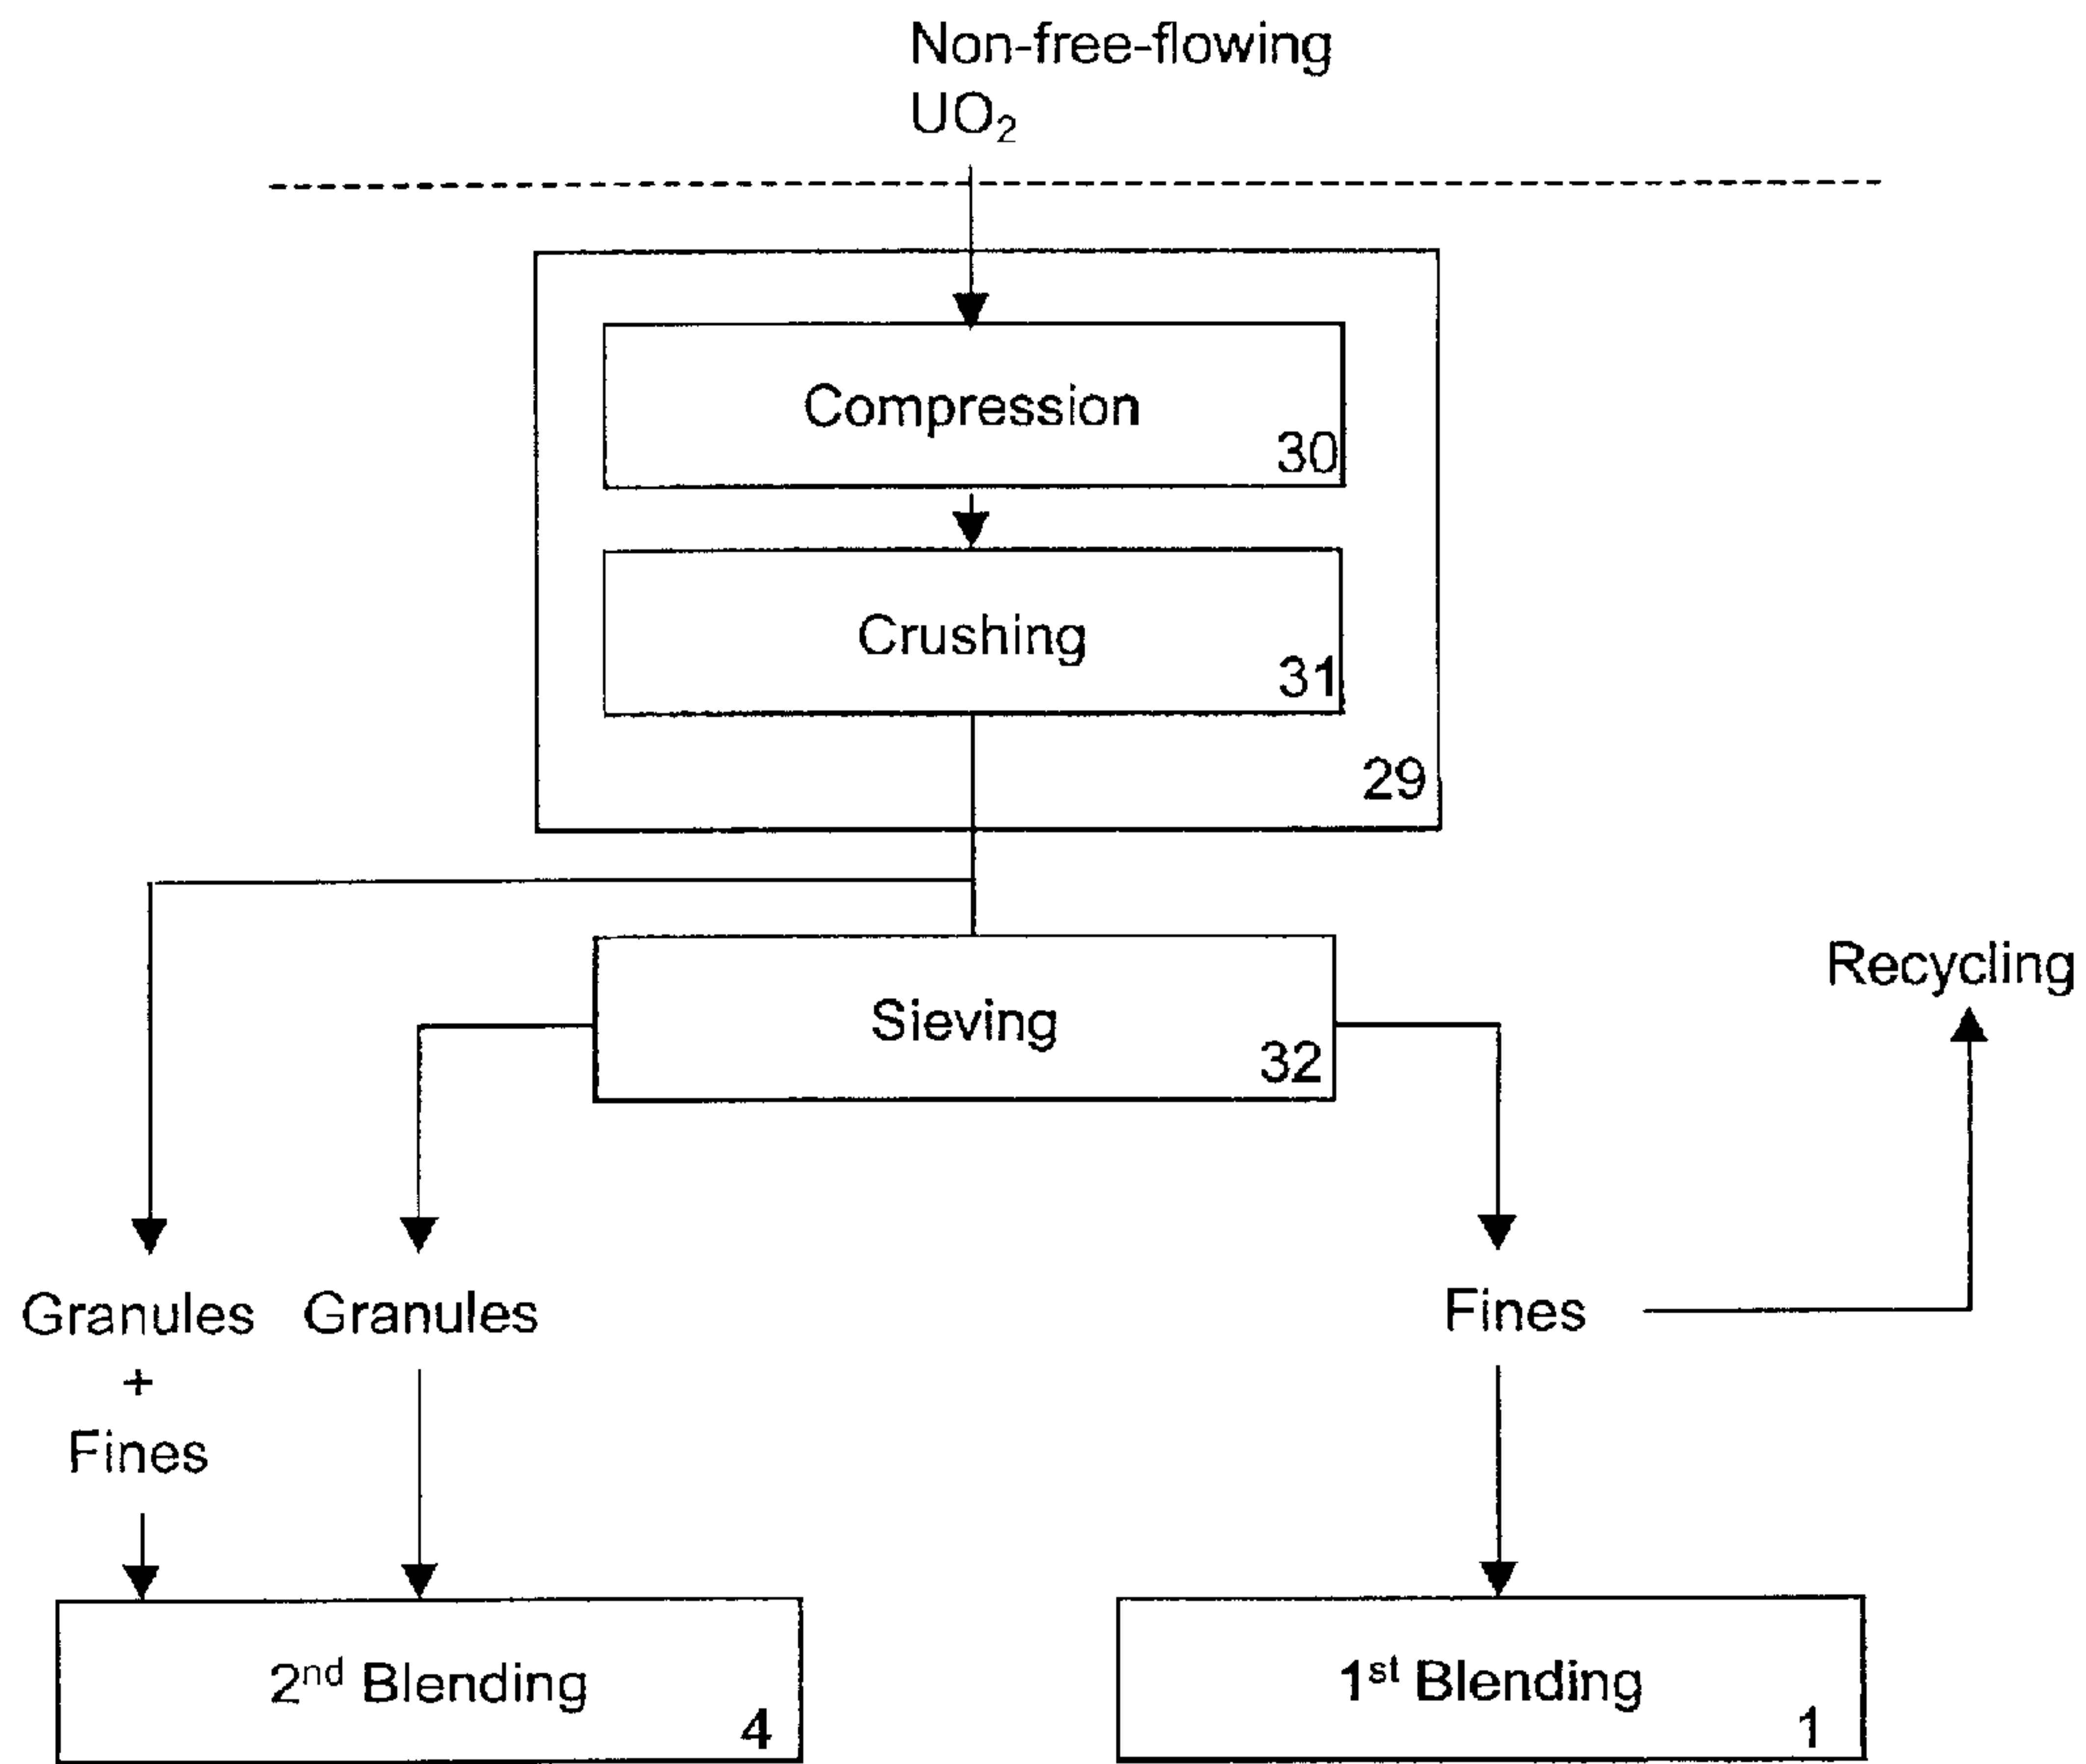 Non-free-flowing
UO₂
Compression
30
Crushing
31
29
Sieving
32
Recycling
Granules
+
Fines
Granules
Fines
2nd Blending
4
1st Blending
1